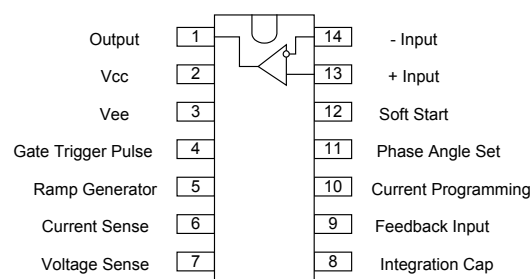 Output 1 14 - Input
Vcc 2 13 + Input
Vee 3 12 Soft Start
Gate Trigger Pulse 4 11 Phase Angle Set
Ramp Generator 5 10 Current Programming
Current Sense 6 9 Feedback Input
Voltage Sense 7 8 Integration Cap